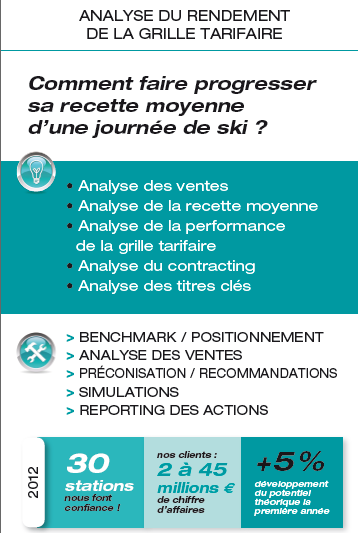 ANALYSE DU RENDEMENT
DE LA GRILLE TARIFAIRE
Comment faire progresser
sa recette moyenne
d'une journée de ski ?
• Analyse des ventes
• Analyse de la recette moyenne
• Analyse de la performance
de la grille tarifaire
• Analyse du contracting
• Analyse des titres clés
> BENCHMARK / POSITIONNEMENT
> ANALYSE DES VENTES
> PRÉCONISATION / RECOMMANDATIONS
> SIMULATIONS
> REPORTING DES ACTIONS
2012
30
stations
nous font
confiance !
nos clients :
2 à 45
millions €
de chiffre
d'affaires
+5%
développement
du potentiel
théorique la
première année